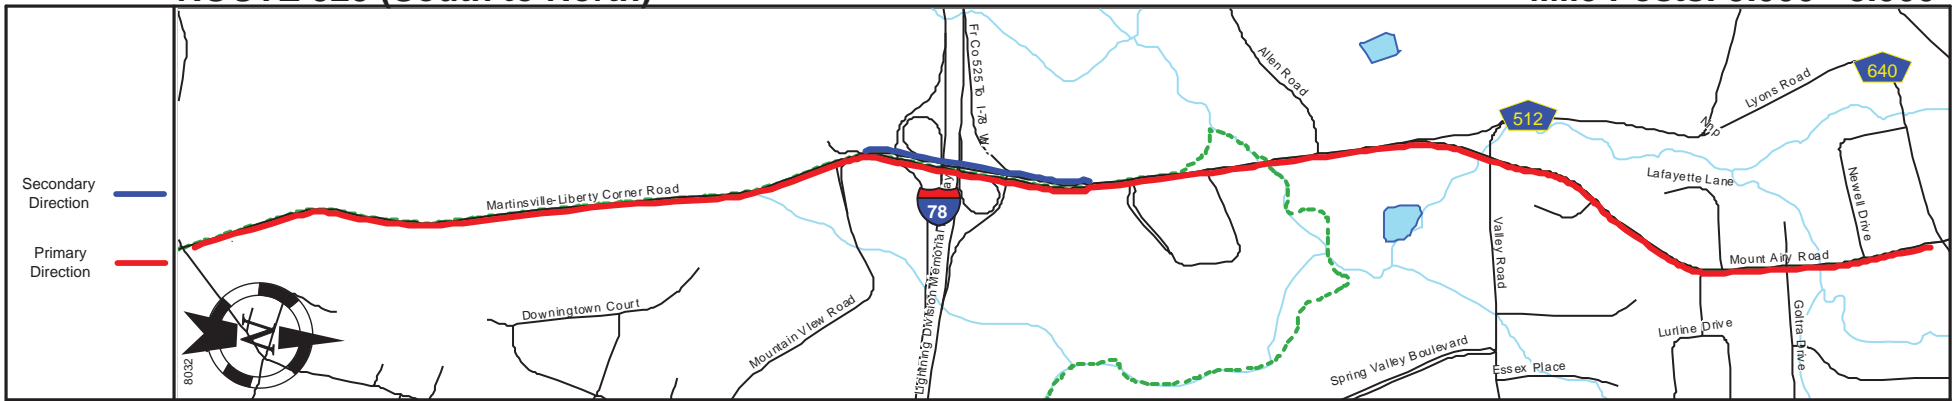 Secondary
Direction
Primary
Direction
8032
N
Martinsville-Liberty Corner Road
Downingtown Court
Mountain View Road
Lightning Division Memorial
78
Fr Co 525 To I-78 W
Allen Road
512
640
Lyons Road
Lafayette Lane
Newell Drive
Valley Road
Mount Airy Road
Goltra Drive
Lurline Drive
Spring Valley Boulevard
Essex Place